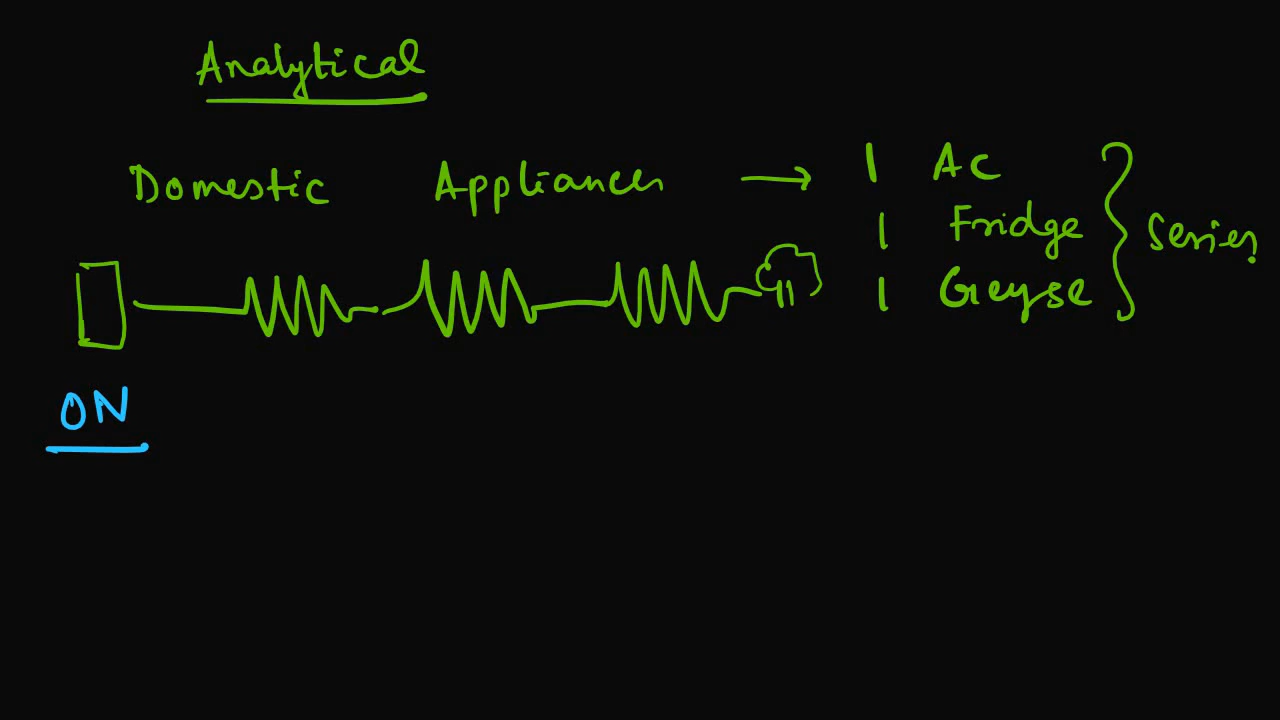 Analytical
Domestic Appliances → 1 Ac
1 Fridge
1 Geyse
Series
ON